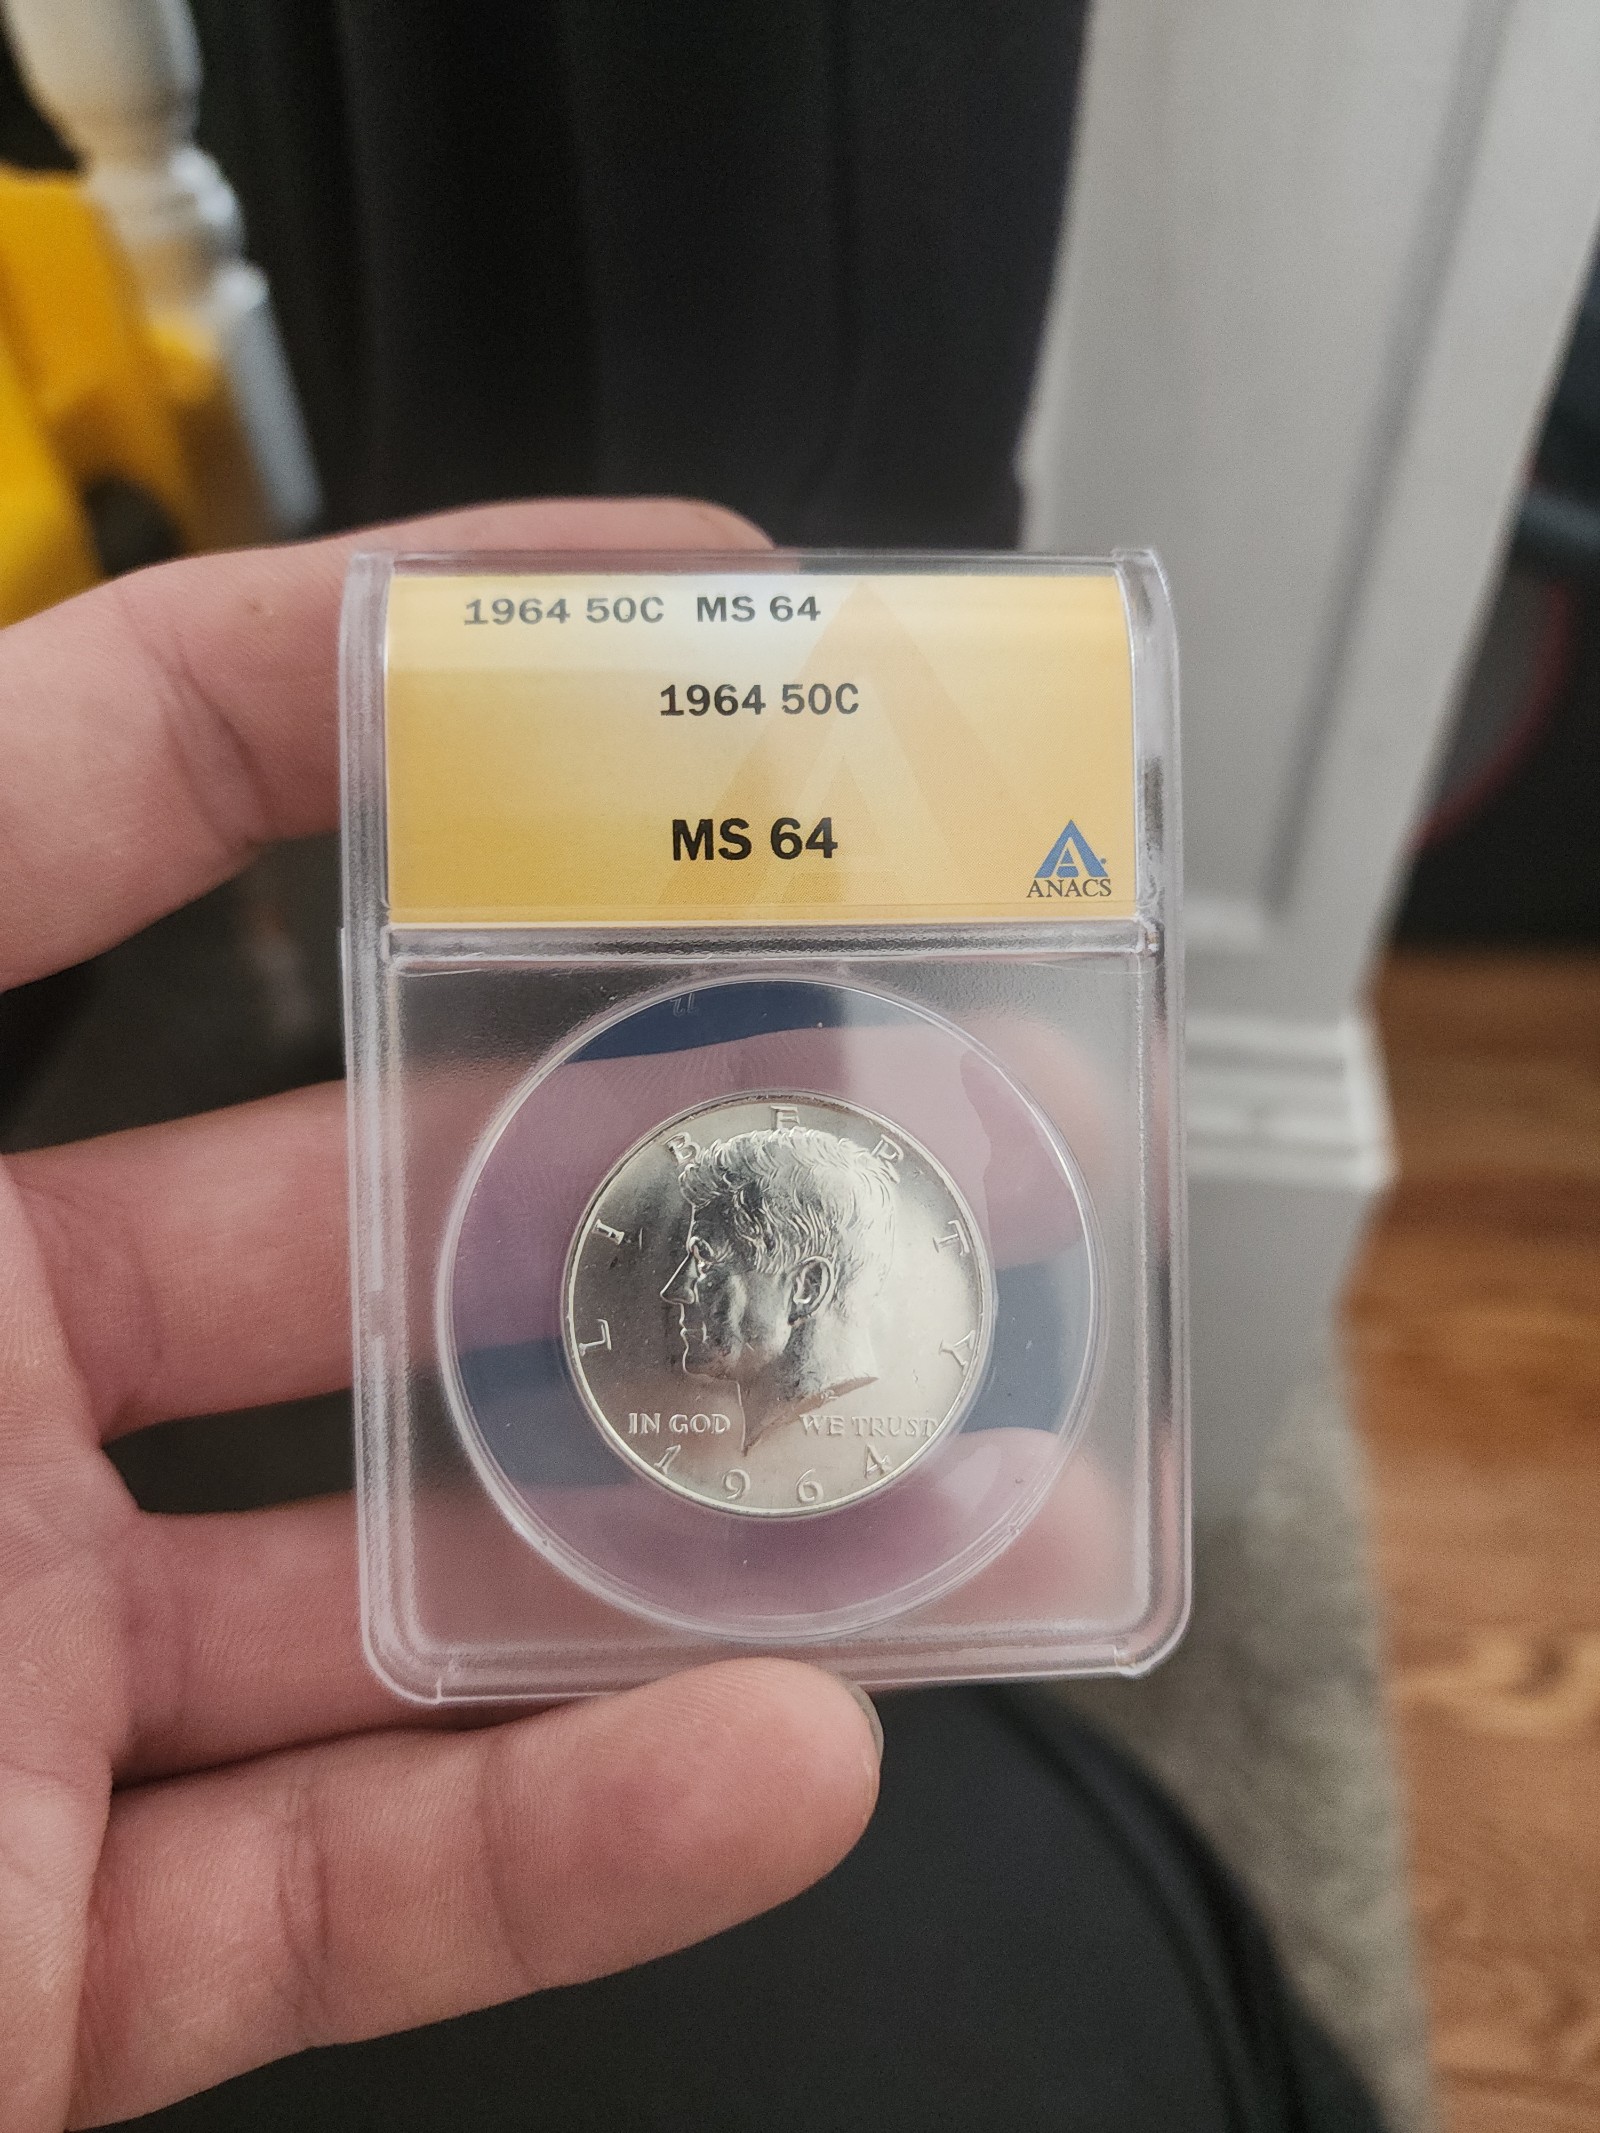 1964 50C MS 64
1964 50C
MS 64
ANACS
LIBERTY
IN GOD WE TRUST
1964